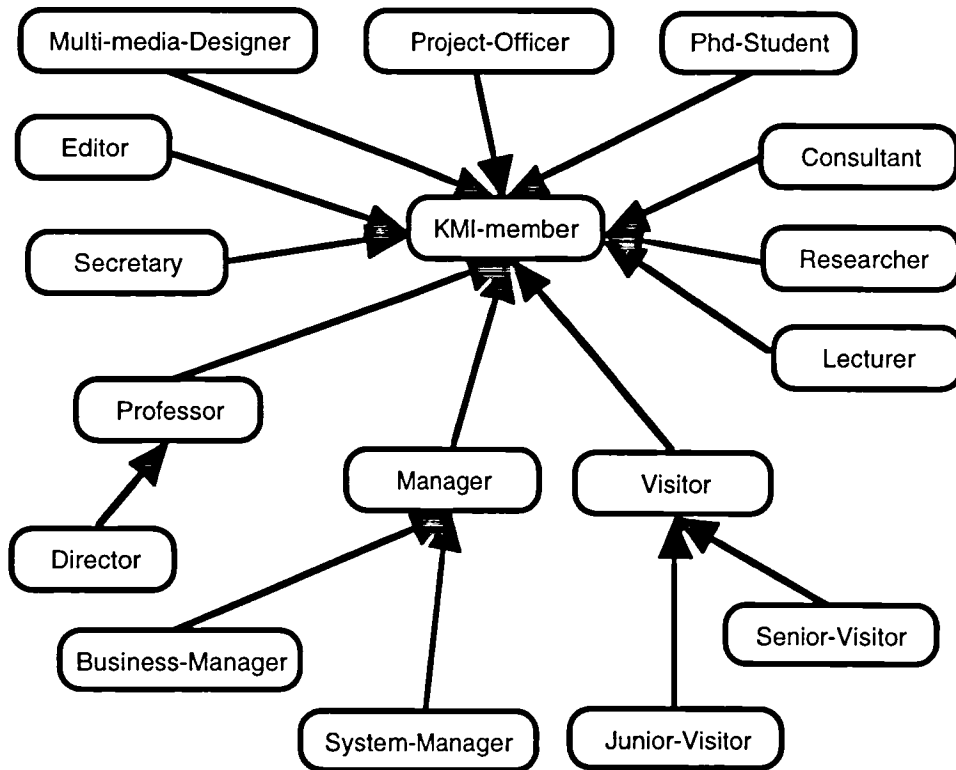 Multi-media-Designer
Project-Officer
Phd-Student
Editor
Consultant
KMI-member
Secretary
Researcher
Lecturer
Professor
Manager
Visitor
Director
Business-Manager
Senior-Visitor
System-Manager
Junior-Visitor